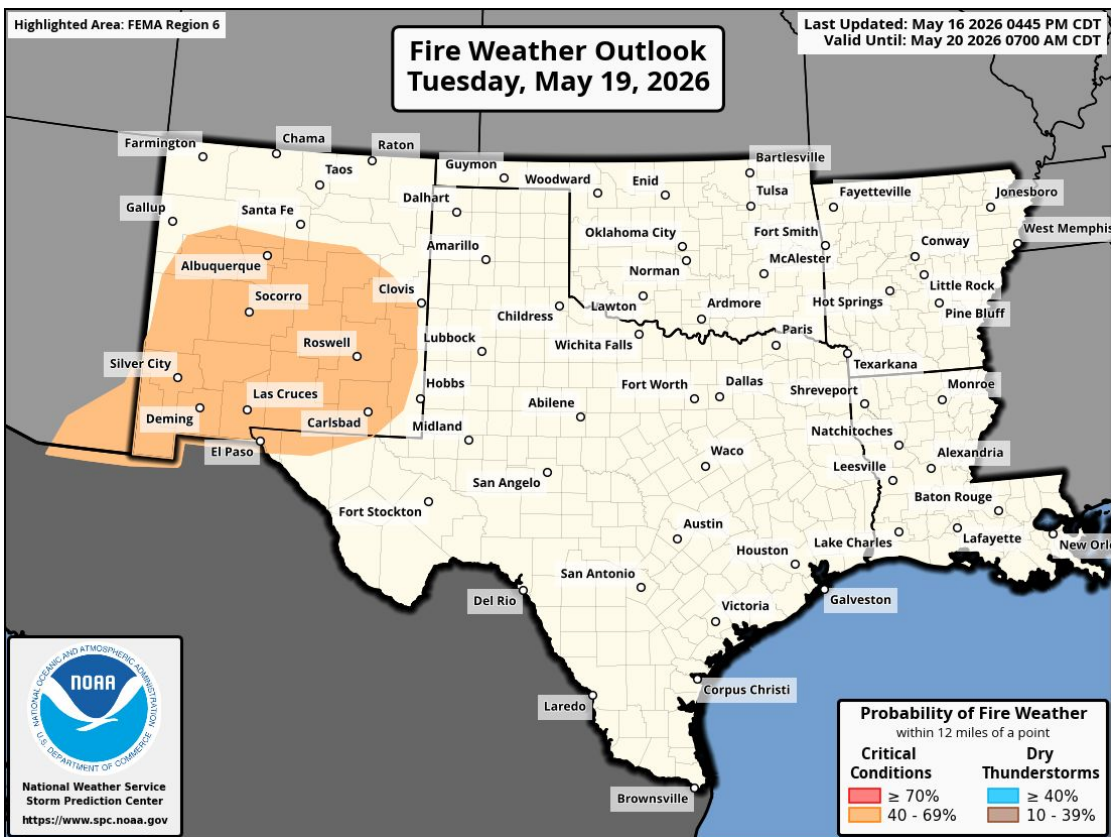 Highlighted Area: FEMA Region 6
Last Updated: May 16 2026 0445 PM CDT
Valid Until: May 20 2026 0700 AM CDT
Fire Weather Outlook
Tuesday, May 19, 2026
Farmington
Chama
Raton
Taos
Gallup
Santa Fe
Albuquerque
Socorro
Clovis
Roswell
Silver City
Las Cruces
Deming
Carlsbad
Hobbs
El Paso
Guymon
Woodward
Enid
Bartlesville
Tulsa
Dalhart
Amarillo
Oklahoma City
Norman
Fort Smith
McAlester
Lawton
Ardmore
Childress
Lubbock
Wichita Falls
Paris
Fayetteville
Jonesboro
West Memphis
Conway
Little Rock
Hot Springs
Pine Bluff
Texarkana
Fort Worth
Dallas
Shreveport
Monroe
Abilene
Midland
Natchitoches
Alexandria
Leesville
Waco
San Angelo
Fort Stockton
Baton Rouge
Lafayette
New Orl
Lake Charles
Austin
Houston
San Antonio
Galveston
Del Rio
Victoria
Corpus Christi
Laredo
Brownsville
NATIONAL OCEANIC AND ATMOSPHERIC ADMINISTRATION
NOAA
U.S. DEPARTMENT OF COMMERCE
National Weather Service
Storm Prediction Center
https://www.spc.noaa.gov
Probability of Fire Weather
within 12 miles of a point
Critical Conditions
≥ 70%
40 - 69%
Dry Thunderstorms
≥ 40%
10 - 39%